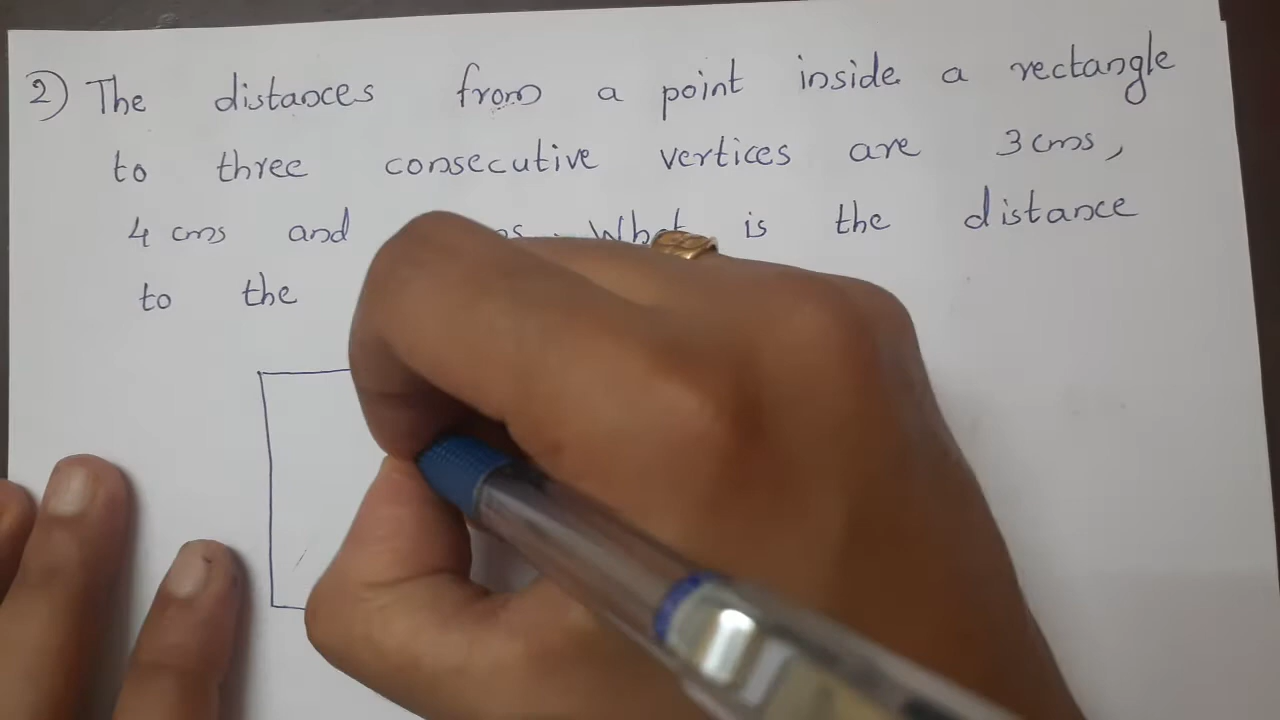 2) The distances from a point inside a rectangle
to three consecutive vertices are 3 cms,
4 cms and What is the distance
to the